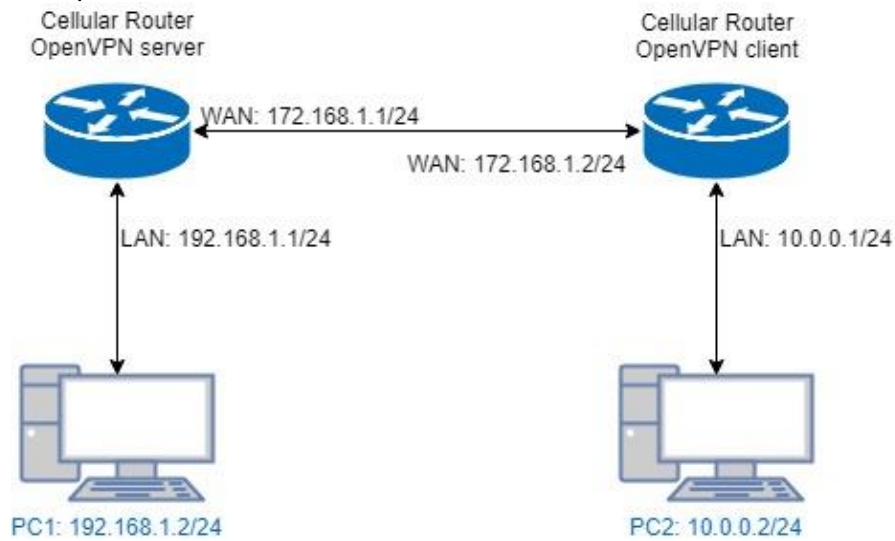 Cellular Router
OpenVPN server
Cellular Router
OpenVPN client
WAN: 172.168.1.1/24
WAN: 172.168.1.2/24
LAN: 192.168.1.1/24
LAN: 10.0.0.1/24
PC1: 192.168.1.2/24
PC2: 10.0.0.2/24